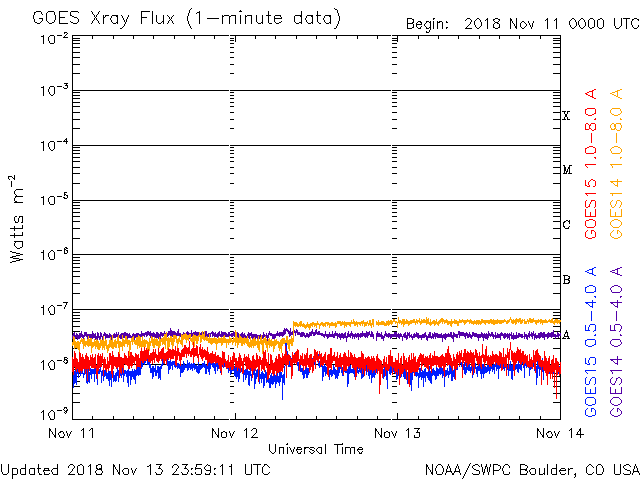 GOES Xray Flux (1-minute data)
Begin: 2018 Nov 11 0000 UTC
10-2
10-3
10-4
10-5
10-6
10-7
10-8
10-9
Watts m-2
X
M
C
B
A
GOES15 1.0-8.0 A
GOES14 1.0-8.0 A
GOES15 0.5-4.0 A
GOES14 0.5-4.0 A
Nov 11
Nov 12
Nov 13
Nov 14
Universal Time
Updated 2018 Nov 13 23:59:11 UTC
NOAA/SWPC Boulder, CO USA